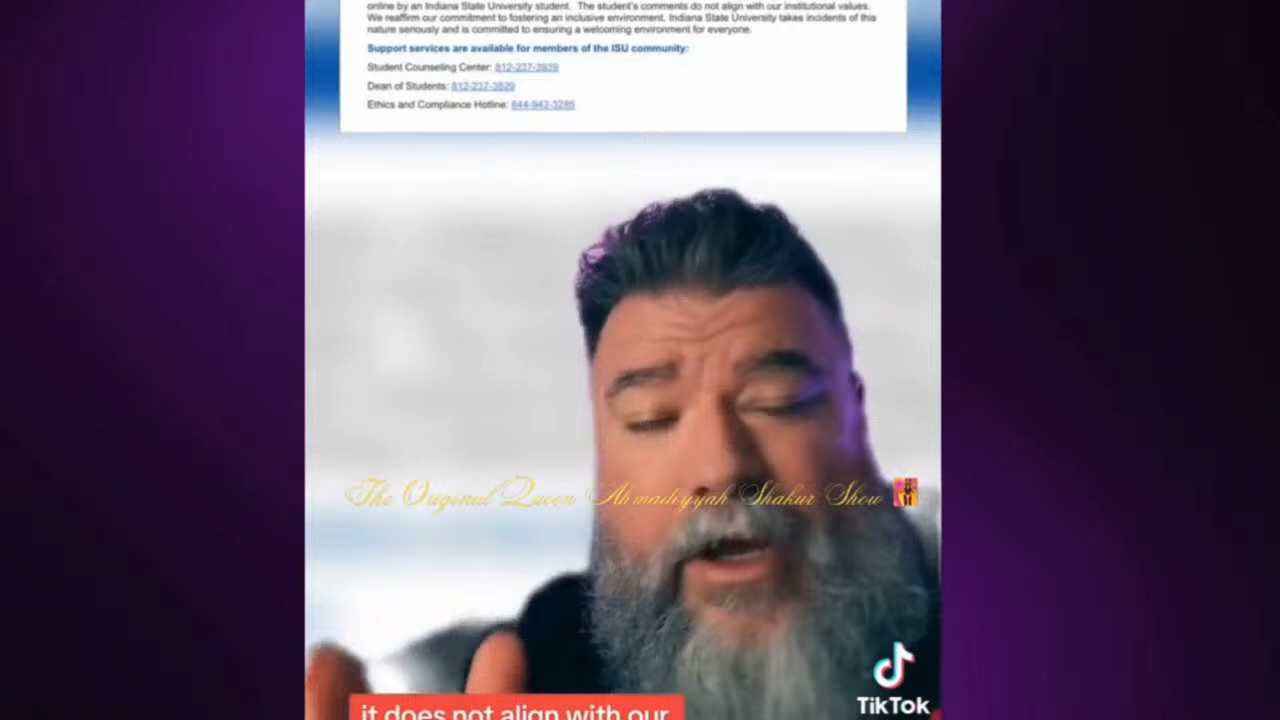 online by an Indiana State University student. The student's comments do not align with our institutional values.
We reaffirm our commitment to fostering an inclusive environment. Indiana State University takes incidents of this
nature seriously and is committed to ensuring a welcoming environment for everyone.
Support services are available for members of the ISU community:
Student Counseling Center: 812-237-3939
Dean of Students: 812-237-3829
Ethics and Compliance Hotline: 844-942-3285
The Original Queen Ahmadiyyah Shakur Show
TikTok
it does not align with our